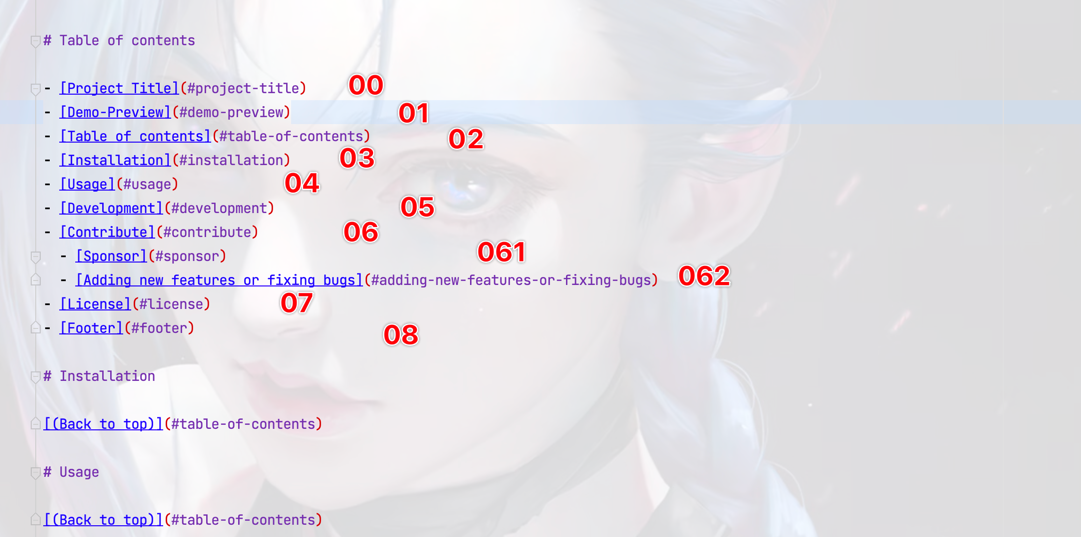 # Table of contents
- [Project Title](#project-title) 00
- [Demo-Preview](#demo-preview) 01
- [Table of contents](#table-of-contents) 02
- [Installation](#installation) 03
- [Usage](#usage) 04
- [Development](#development) 05
- [Contribute](#contribute) 06
- [Sponsor](#sponsor) 061
- [Adding new features or fixing bugs](#adding-new-features-or-fixing-bugs) 062
- [License](#license) 07
- [Footer](#footer) 08
# Installation
[(Back to top)](#table-of-contents)
# Usage
[(Back to top)](#table-of-contents)